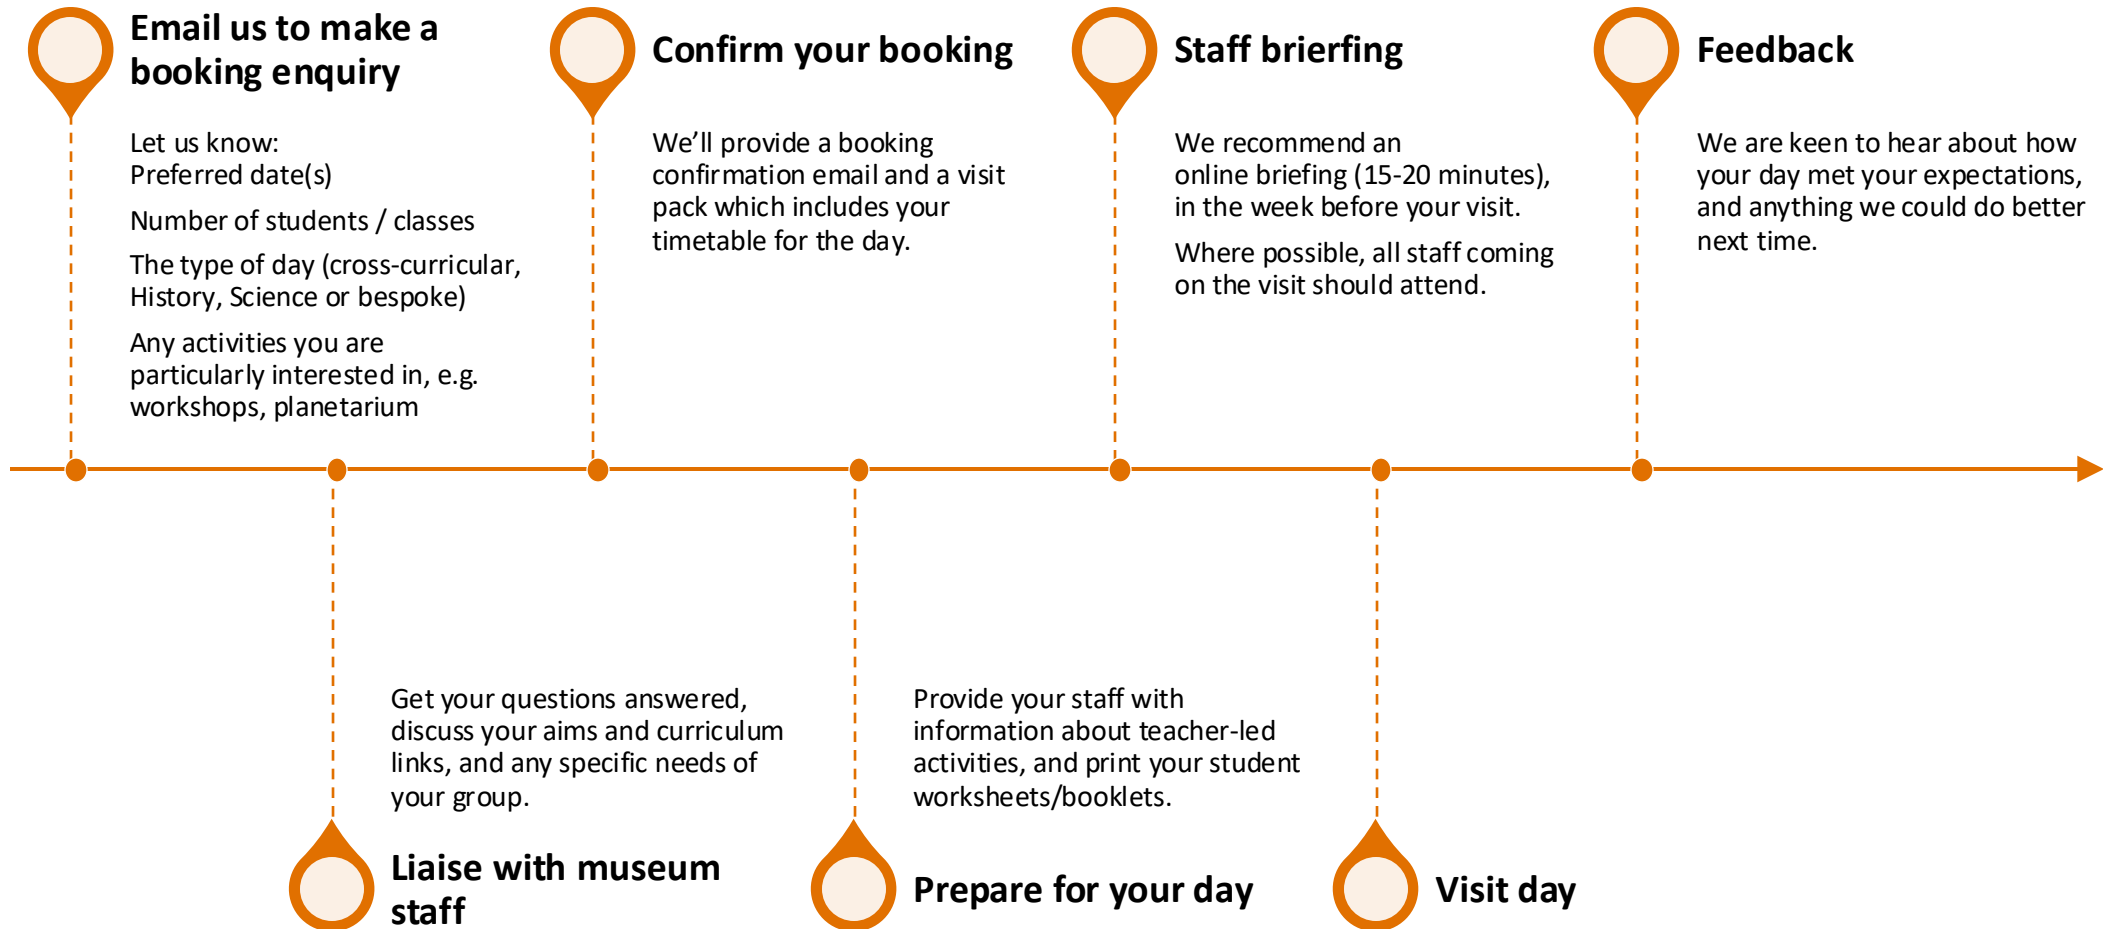 Email us to make a
booking enquiry
Let us know:
Preferred date(s)
Number of students / classes
The type of day (cross-curricular,
History, Science or bespoke)
Any activities you are
particularly interested in, e.g.
workshops, planetarium
Get your questions answered,
discuss your aims and curriculum
links, and any specific needs of
your group.
Liaise with museum
staff
Confirm your booking
We'll provide a booking
confirmation email and a visit
pack which includes your
timetable for the day.
Provide your staff with
information about teacher-led
activities, and print your student
worksheets/booklets.
Prepare for your day
Staff brierfing
We recommend an
online briefing (15-20 minutes),
in the week before your visit.
Where possible, all staff coming
on the visit should attend.
Visit day
Feedback
We are keen to hear about how
your day met your expectations,
and anything we could do better
next time.